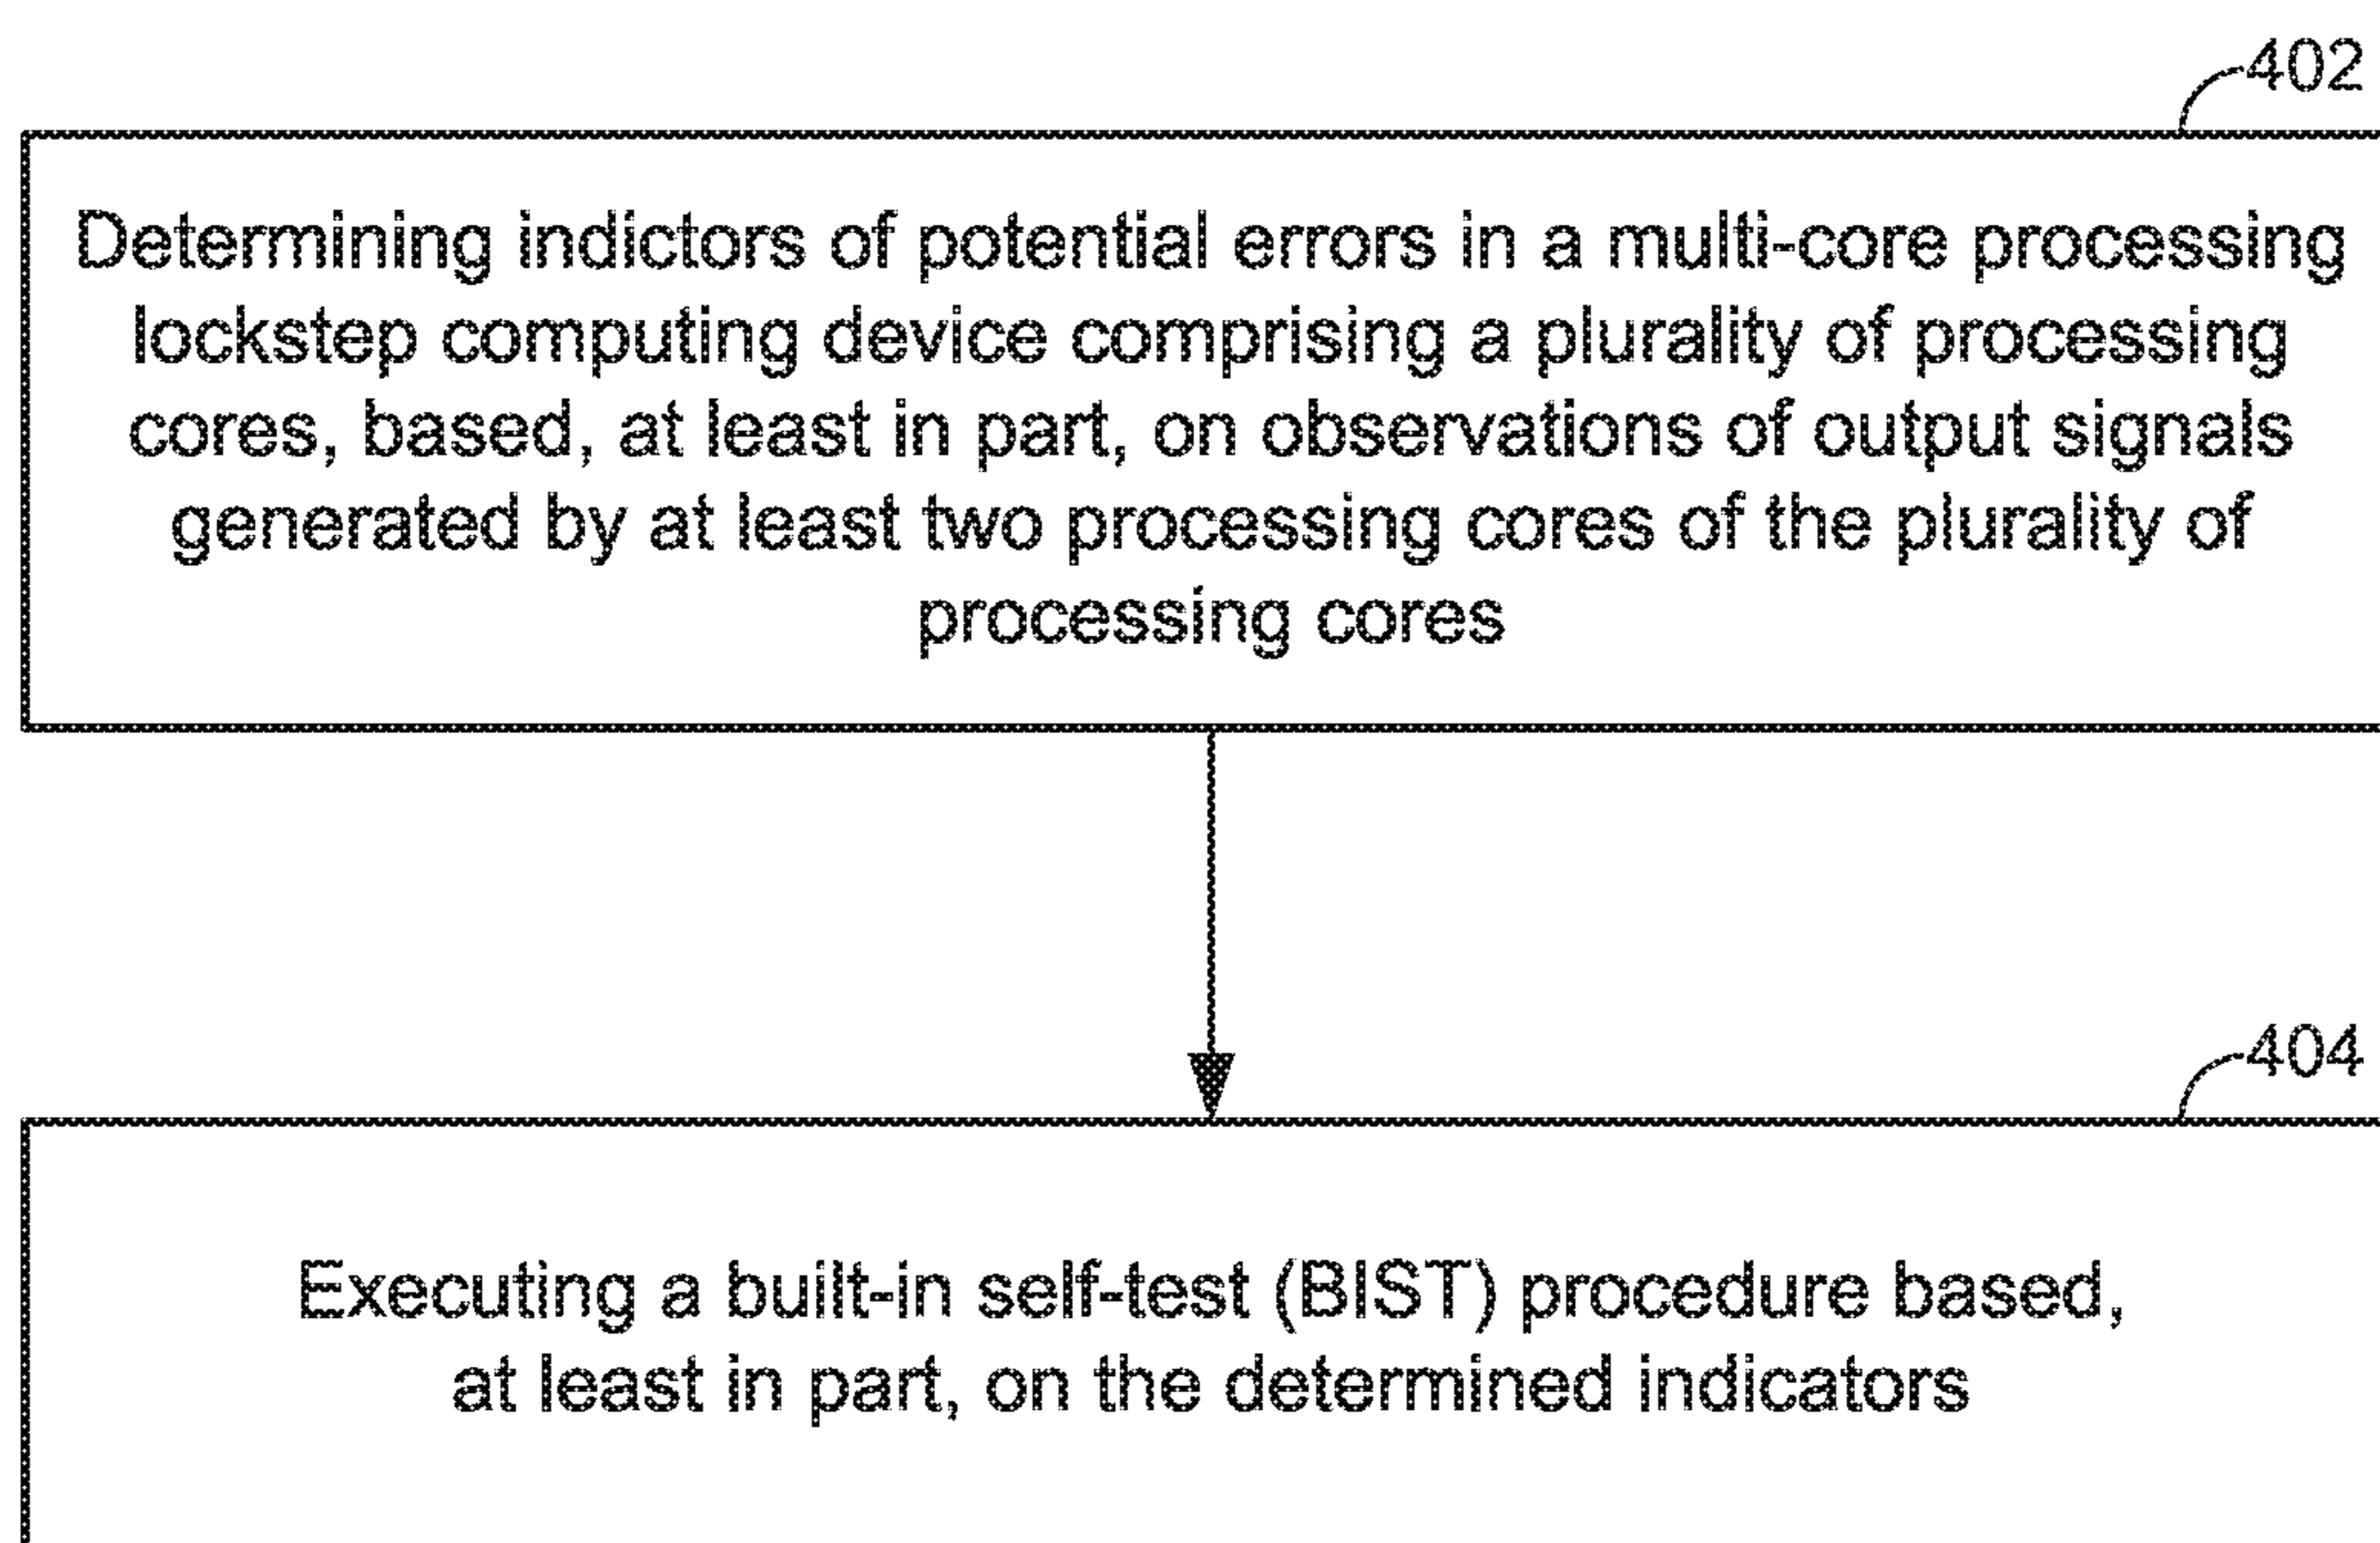 402
Determining indictors of potential errors in a multi-core processing
lockstep computing device comprising a plurality of processing
cores, based, at least in part, on observations of output signals
generated by at least two processing cores of the plurality of
processing cores
404
Executing a built-in self-test (BIST) procedure based,
at least in part, on the determined indicators